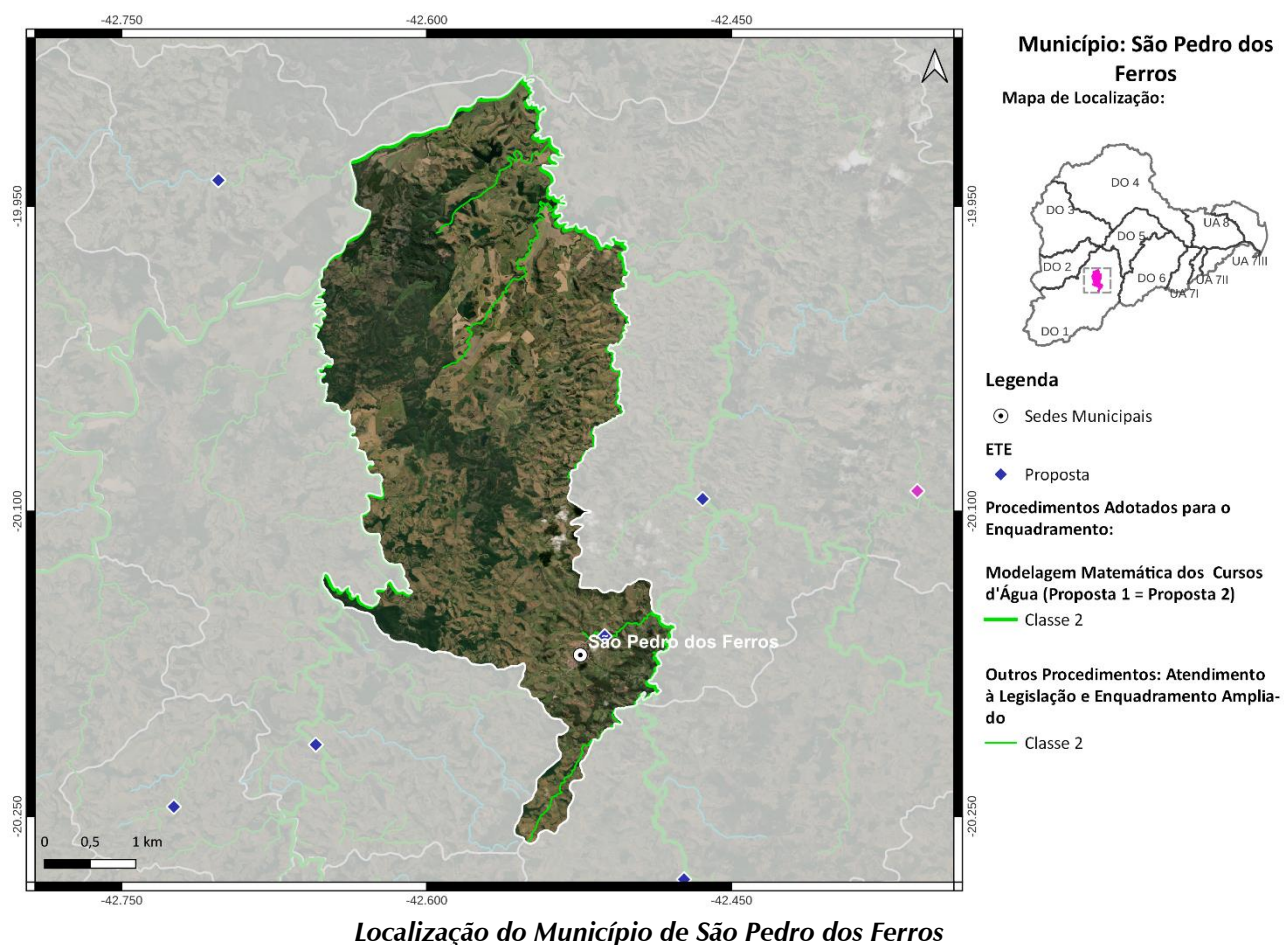 -42.750
-42.600
-42.450
-19.950
-20.100
-20.250
-19.950
-20.100
-20.250
São Pedro dos Ferros
0 0,5 1 km
-42.750
-42.600
-42.450
Município: São Pedro dos
Ferros
Mapa de Localização:
DO 4
DO 3
UA 8
DO 5
UA 7III
DO 2
DO 6
UA 7II
UA 7I
DO 1
Legenda
Sedes Municipais
ETE
Proposta
Procedimentos Adotados para o
Enquadramento:
Modelagem Matemática dos Cursos
d'Água (Proposta 1 = Proposta 2)
Classe 2
Outros Procedimentos: Atendimento
à Legislação e Enquadramento Amplia-
do
Classe 2
Localização do Município de São Pedro dos Ferros